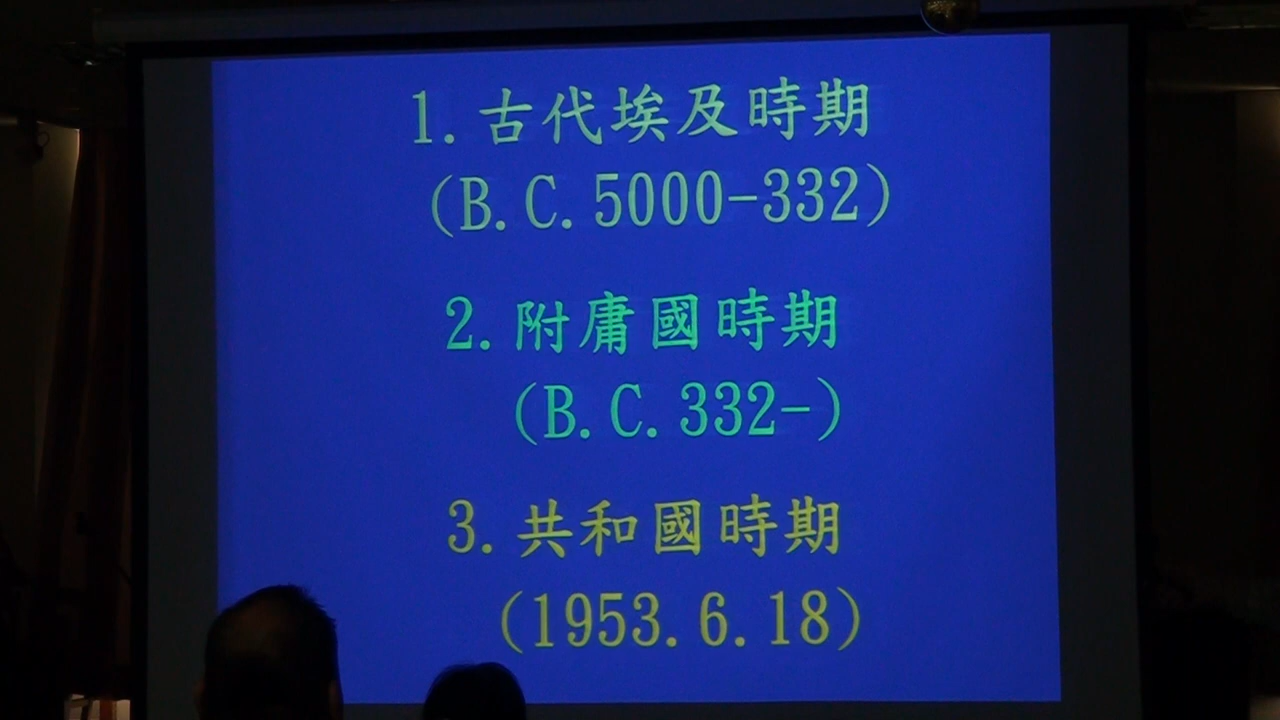 1.古代埃及時期
(B.C.5000-332)
2.附庸國時期
(B.C.332-)
3.共和國時期
(1953.6.18)